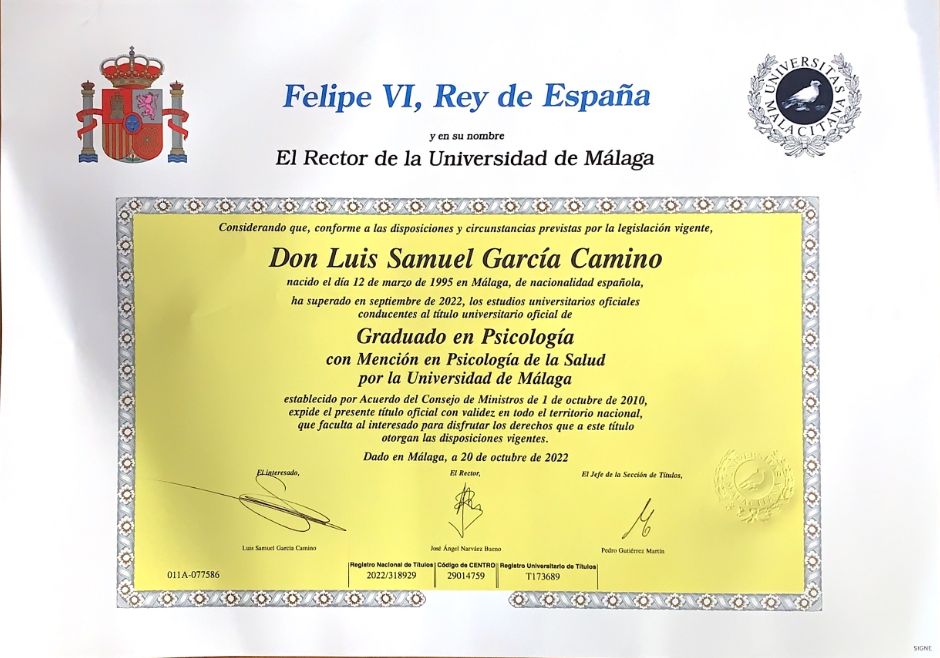 Felipe VI, Rey de España
y en su nombre
El Rector de la Universidad de Málaga
UNIVERSITAS MALACITANA
Considerando que, conforme a las disposiciones y circunstancias previstas por la legislación vigente,
Don Luis Samuel García Camino
nacido el día 12 de marzo de 1995 en Málaga, de nacionalidad española,
ha superado en septiembre de 2022, los estudios universitarios oficiales
conducentes al título universitario oficial de
Graduado en Psicología
con Mención en Psicología de la Salud
por la Universidad de Málaga
establecido por Acuerdo del Consejo de Ministros de 1 de octubre de 2010,
expide el presente título oficial con validez en todo el territorio nacional,
que faculta al interesado para disfrutar los derechos que a este título
otorgan las disposiciones vigentes.
Dado en Málaga, a 20 de octubre de 2022
El interesado, El Rector, El Jefe de la Sección de Títulos,
Luis Samuel García Camino José Ángel Narváez Bueno Pedro Gutiérrez Martín
Registro Nacional de Títulos Código de CENTRO Registro Universitario de Títulos
011A-077586 2022/318929 29014759 T173689
SIGNE